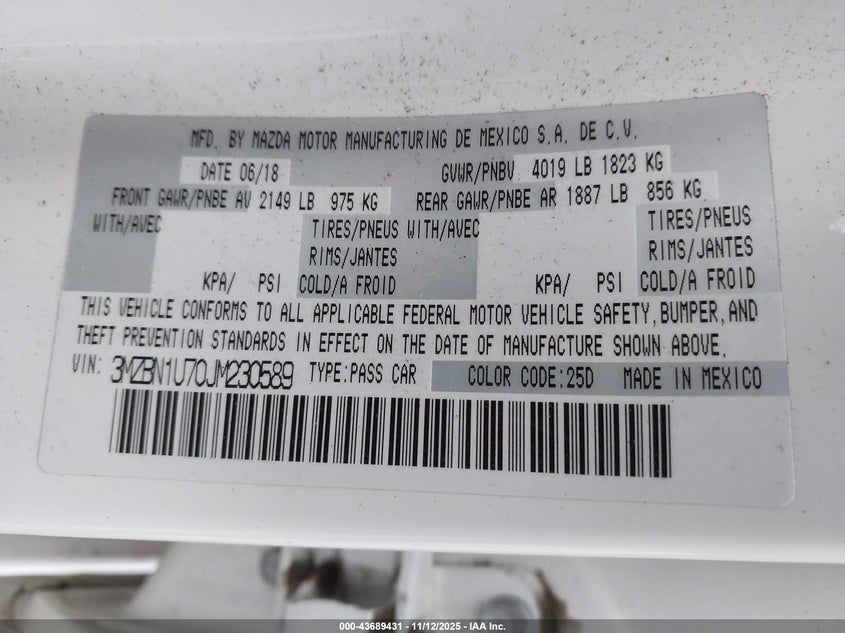 MFD. BY MAZDA MOTOR MANUFACTURING DE MEXICO S.A. DE C.V.
DATE 06/18 GVWR/PNBV 4019 LB 1823 KG
FRONT GAWR/PNBE AV 2149 LB 975 KG REAR GAWR/PNBE AR 1887 LB 856 KG
WITH/AVEC TIRES/PNEUS WITH/AVEC TIRES/PNEUS
RIMS/JANTES RIMS/JANTES
KPA/ PSI COLD/A FROID KPA/ PSI COLD/A FROID
THIS VEHICLE CONFORMS TO ALL APPLICABLE FEDERAL MOTOR VEHICLE SAFETY, BUMPER, AND
THEFT PREVENTION STANDARDS IN EFFECT ON THE DATE OF MANUFACTURE SHOWN ABOVE.
VIN: 3MZBN1U70JM230589 TYPE:PASS CAR COLOR CODE:25D MADE IN MEXICO
000-43689431 - 11/12/2025 - IAA Inc.